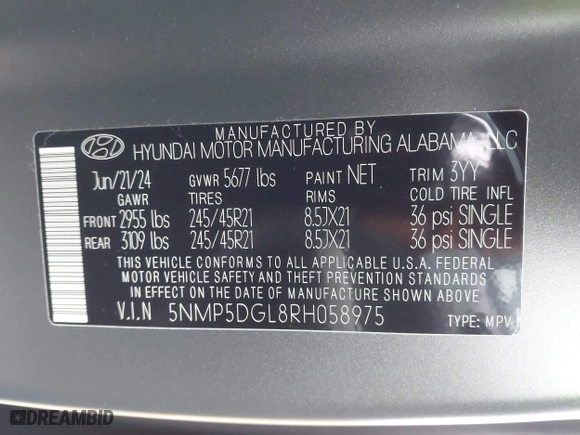 MANUFACTURED BY
HYUNDAI MOTOR MANUFACTURING ALABAMA, LLC
Jun/21/24 GVWR 5677 lbs PAINT NET TRIM 3YY
GAWR TIRES RIMS COLD TIRE INFL
FRONT 2955 lbs 245/45R21 8.5JX21 36 psi SINGLE
REAR 3109 lbs 245/45R21 8.5JX21 36 psi SINGLE
THIS VEHICLE CONFORMS TO ALL APPLICABLE U.S.A. FEDERAL
MOTOR VEHICLE SAFETY AND THEFT PREVENTION STANDARDS
IN EFFECT ON THE DATE OF MANUFACTURE SHOWN ABOVE.
V.I.N 5NMP5DGL8RH058975 TYPE: MPV
DREAMBID